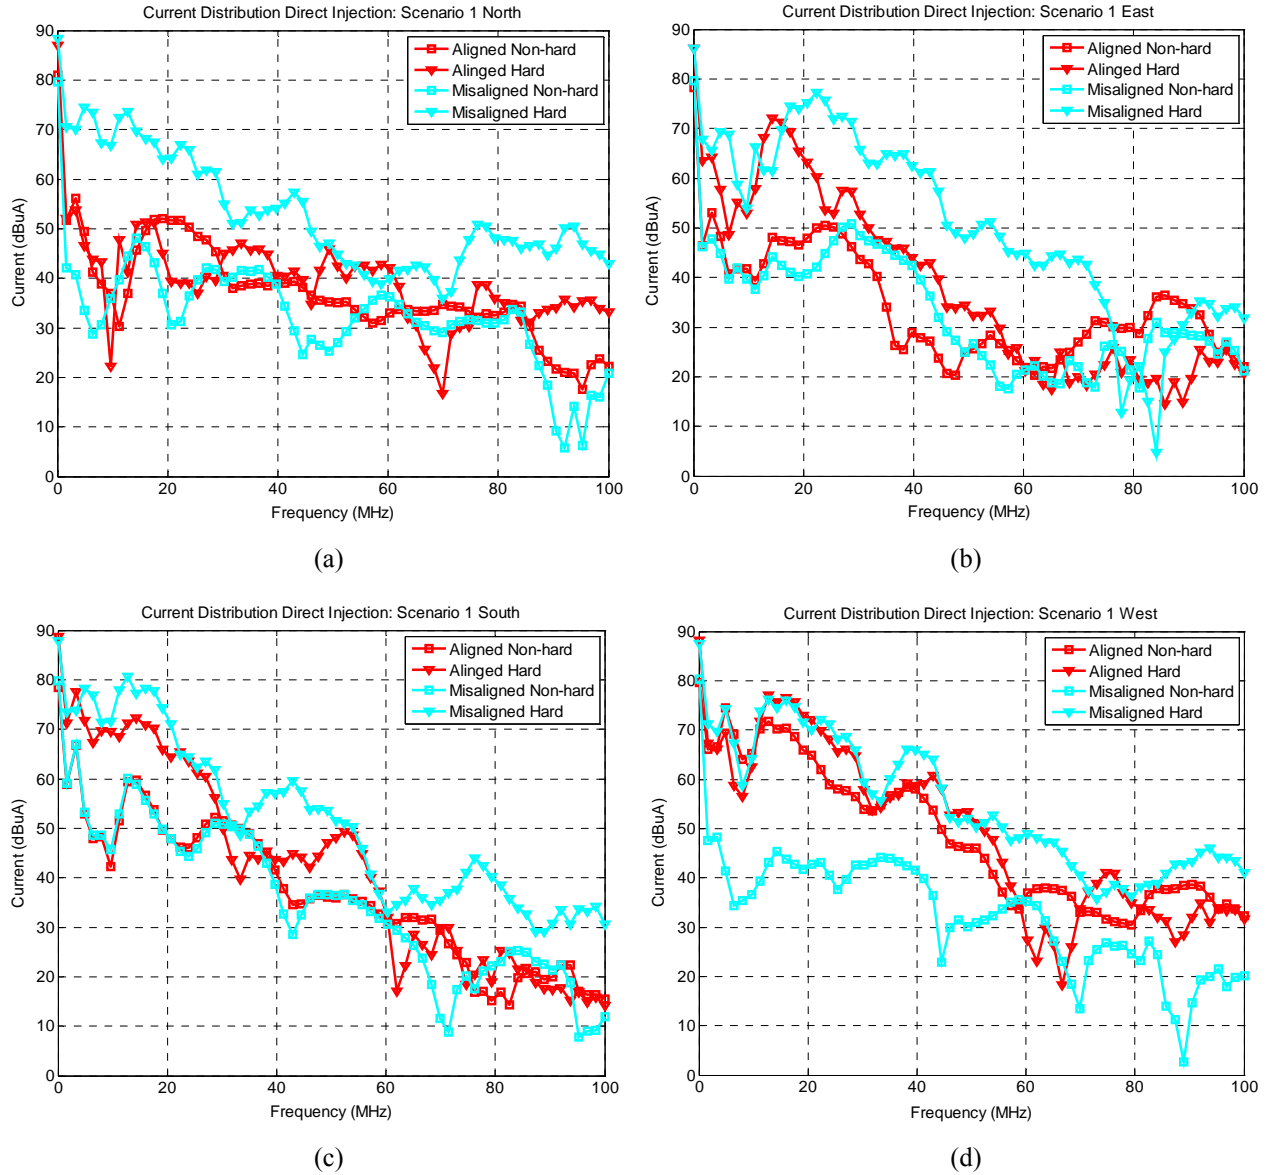 Current Distribution Direct Injection: Scenario 1 North
90
80
70
60
50
40
30
20
10
0
Current (dBuA)
0 20 40 60 80 100
Frequency (MHz)
Aligned Non-hard
Alinged Hard
Misaligned Non-hard
Misaligned Hard
(a)
Current Distribution Direct Injection: Scenario 1 East
90
80
70
60
50
40
30
20
10
0
Current (dBuA)
0 20 40 60 80 100
Frequency (MHz)
Aligned Non-hard
Alinged Hard
Misaligned Non-hard
Misaligned Hard
(b)
Current Distribution Direct Injection: Scenario 1 South
90
80
70
60
50
40
30
20
10
0
Current (dBuA)
0 20 40 60 80 100
Frequency (MHz)
Aligned Non-hard
Alinged Hard
Misaligned Non-hard
Misaligned Hard
(c)
Current Distribution Direct Injection: Scenario 1 West
90
80
70
60
50
40
30
20
10
0
Current (dBuA)
0 20 40 60 80 100
Frequency (MHz)
Aligned Non-hard
Aligned Hard
Misaligned Non-hard
Misaligned Hard
(d)